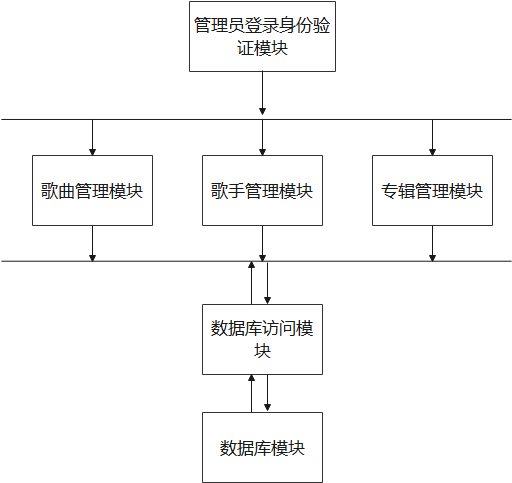 管理员登录身份验
证模块
歌曲管理模块
歌手管理模块
专辑管理模块
数据库访问模
块
数据库模块